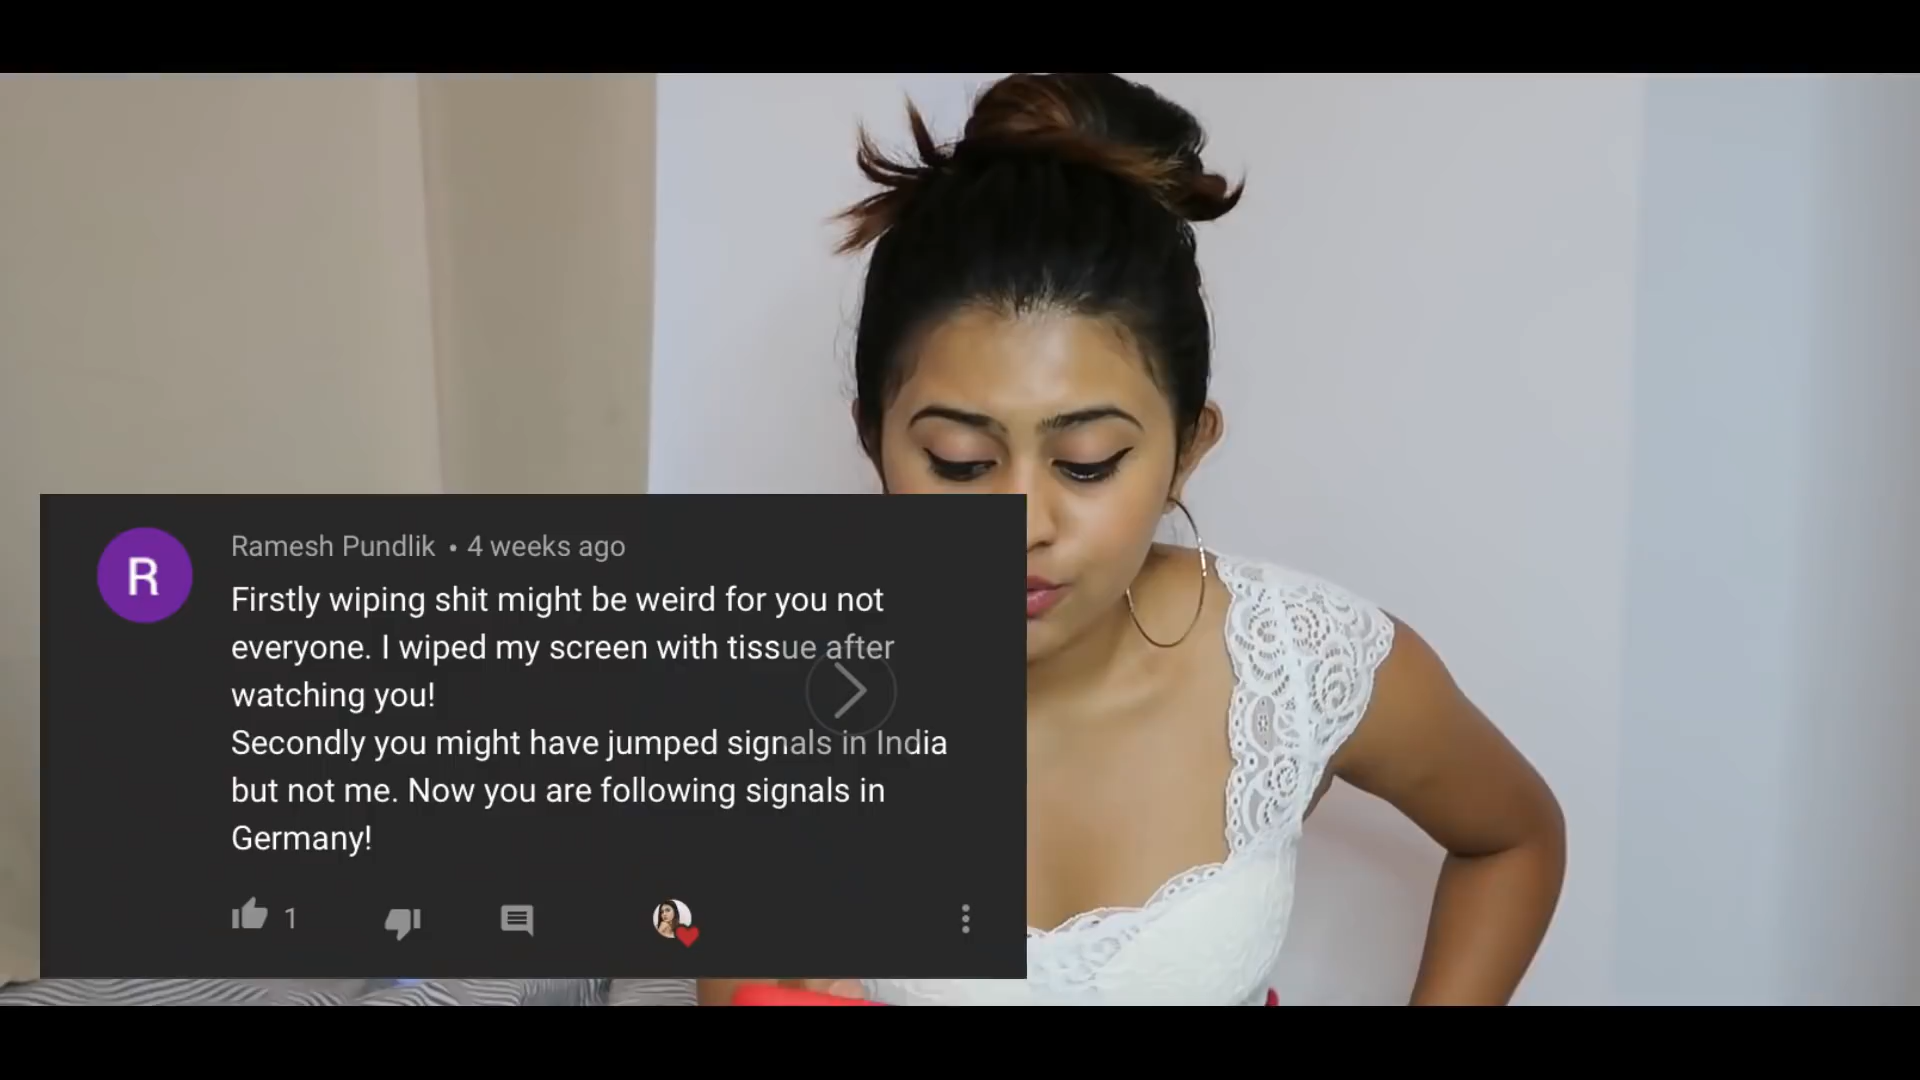 R
Ramesh Pundlik • 4 weeks ago
Firstly wiping shit might be weird for you not
everyone. I wiped my screen with tissue after
watching you!
Secondly you might have jumped signals in India
but not me. Now you are following signals in
Germany!
1